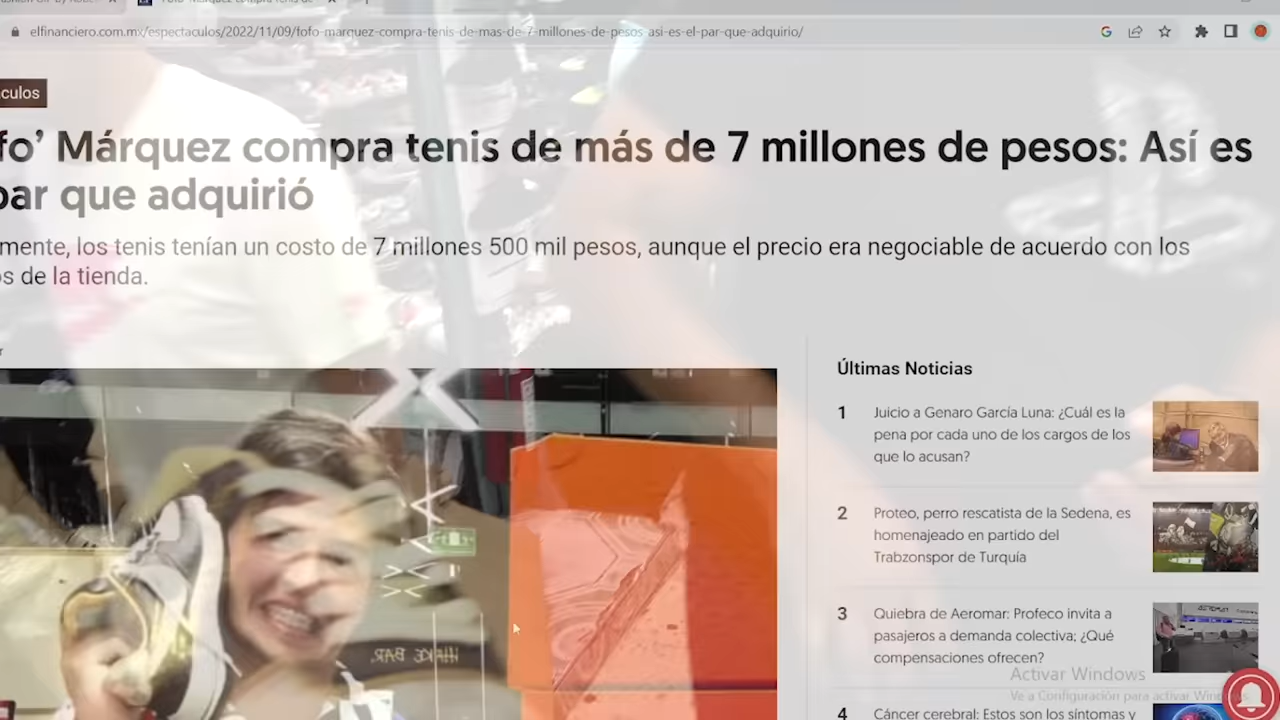 elfinanciero.com.mx/espectaculos/2022/11/09/fofo-marquez-compra-tenis-de-mas-de-7-millones-de-pesos-asi-es-el-par-que-adquirio/
culos
fo’ Márquez compra tenis de más de 7 millones de pesos: Así es
par que adquirió
mente, los tenis tenían un costo de 7 millones 500 mil pesos, aunque el precio era negociable de acuerdo con los
s de la tienda.
Últimas Noticias
1 Juicio a Genaro García Luna: ¿Cuál es la
pena por cada uno de los cargos de los
que lo acusan?
2 Proteo, perro rescatista de la Sedena, es
homenajeado en partido del
Trabzonspor de Turquía
3 Quiebra de Aeromar: Profeco invita a
pasajeros a demanda colectiva; ¿Qué
compensaciones ofrecen?
4 Cáncer cerebral: Estos son los síntomas y
Activar Windows
Ve a Configuración para activar